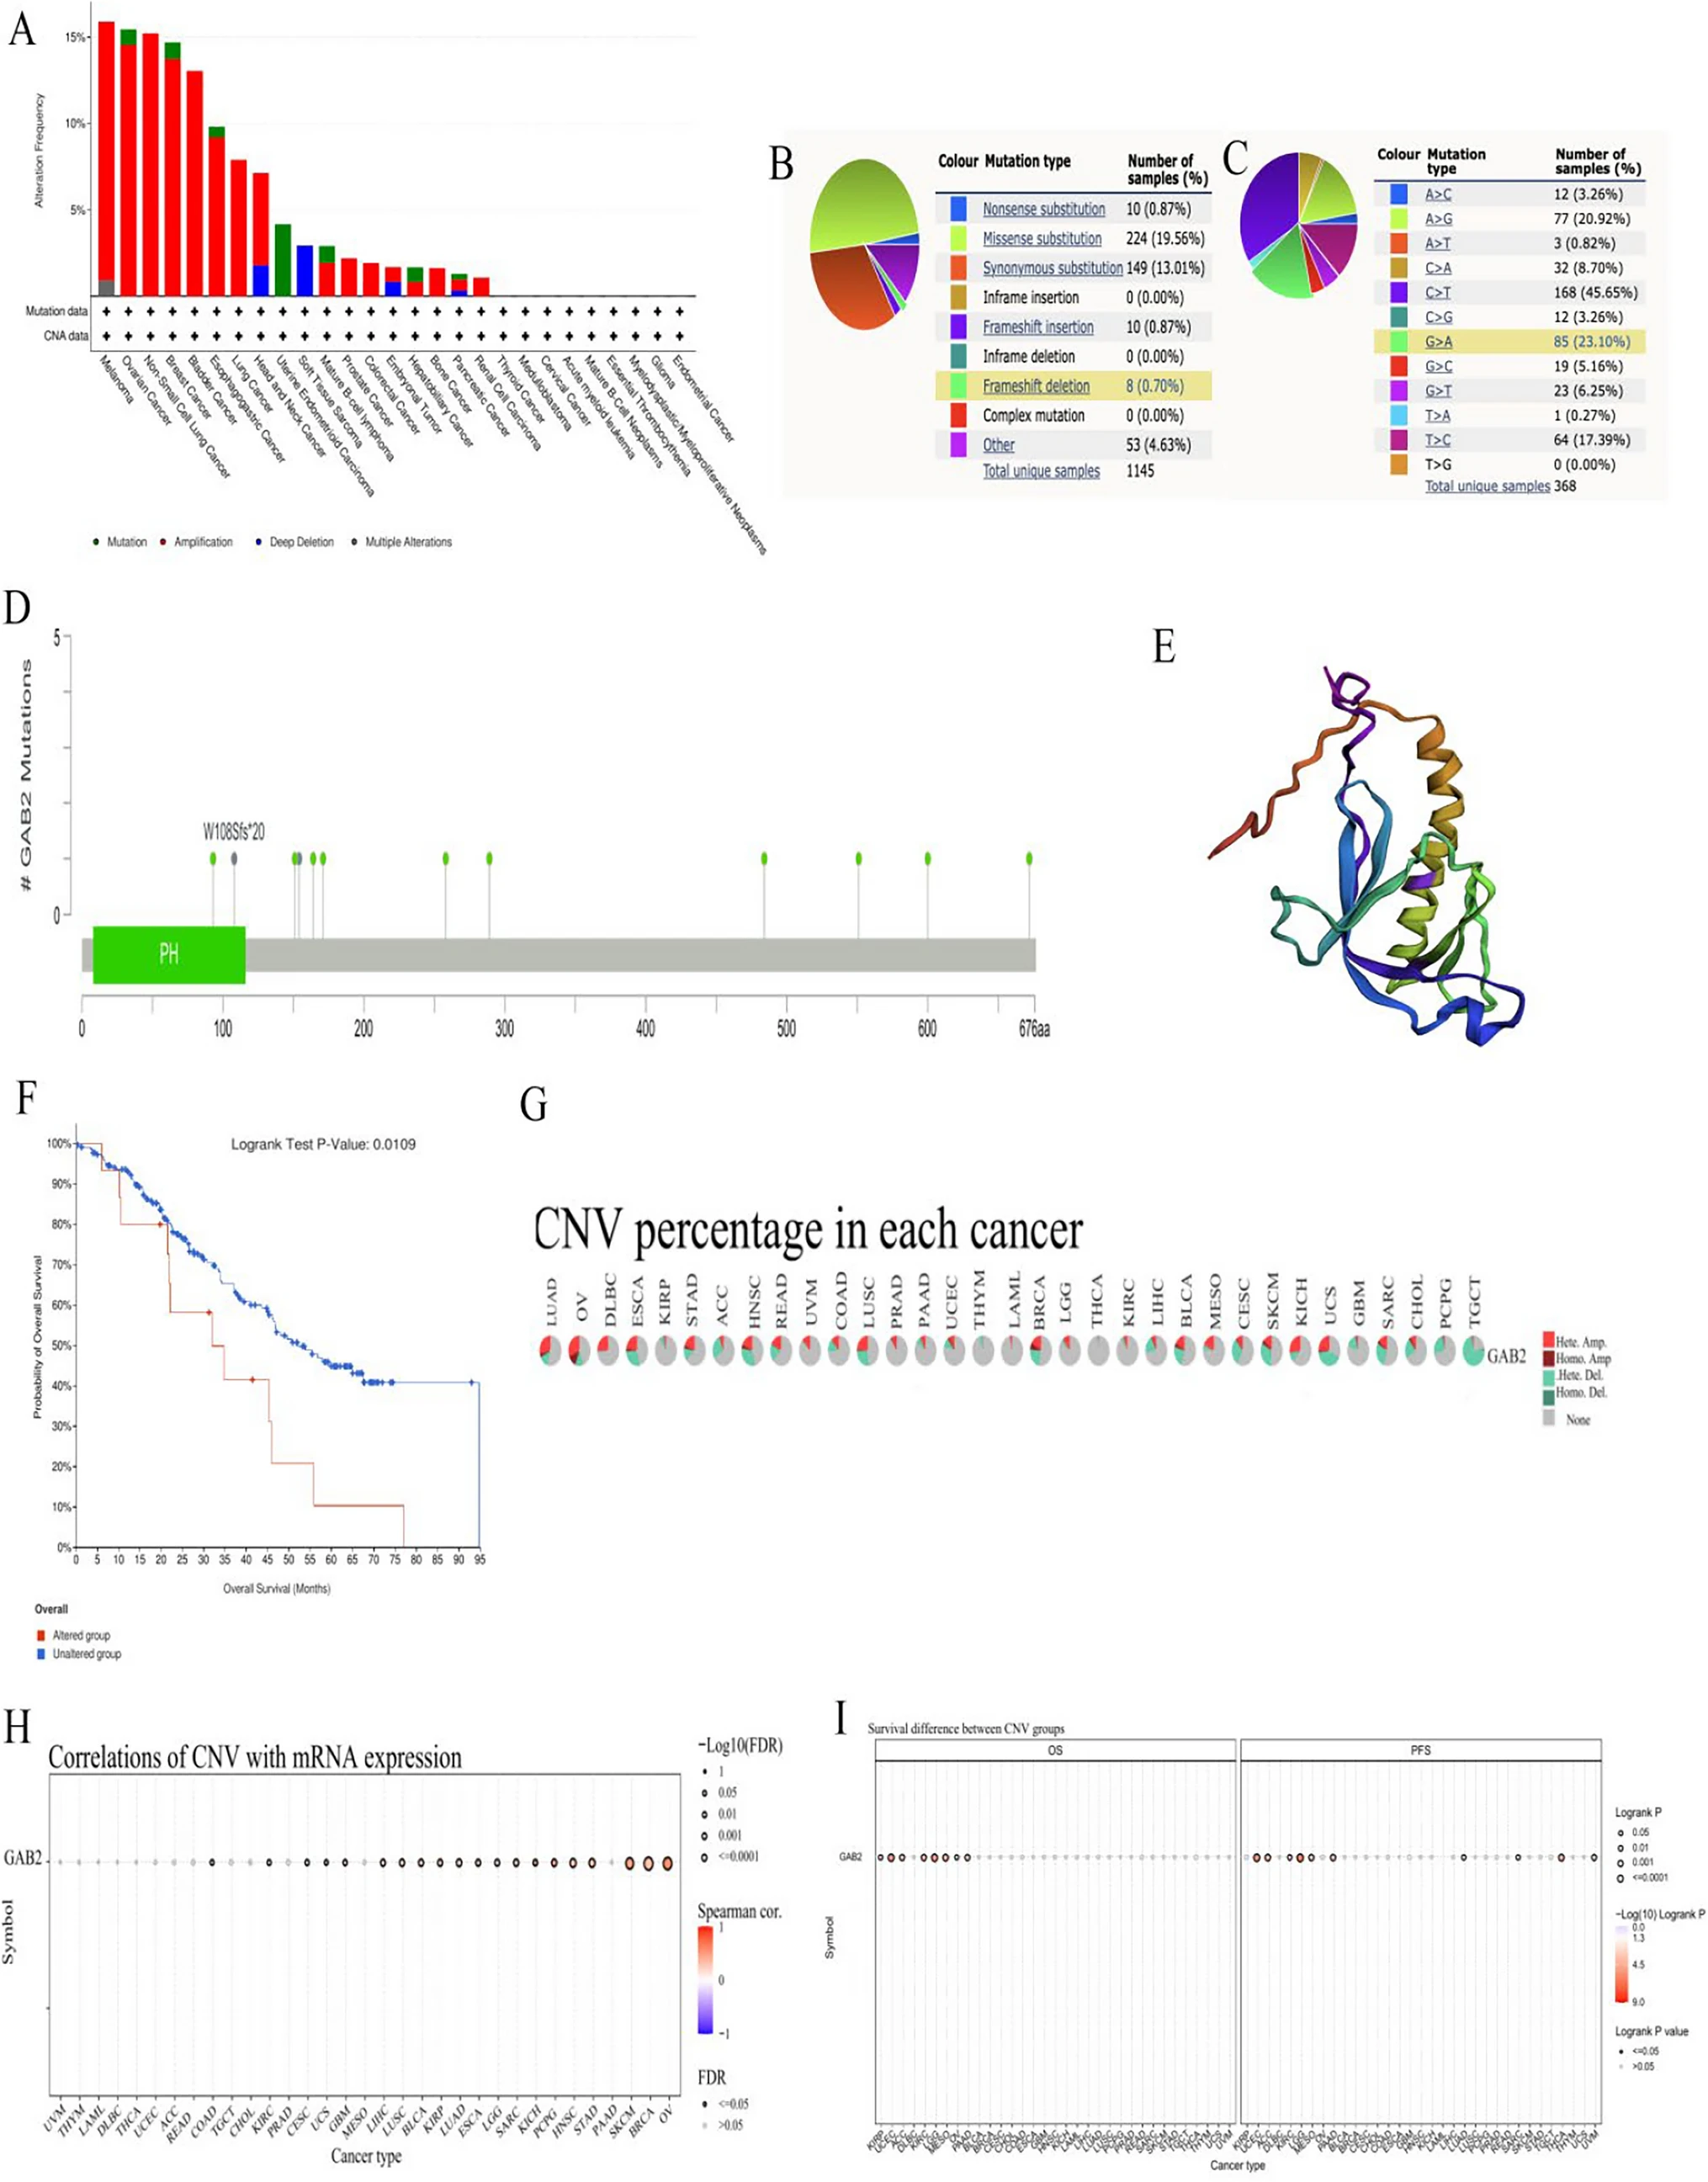 A
Alteration Frequency
15%
10%
5%
Mutation data
CNA data
Melanoma
Ovarian Cancer
Non-Small Cell Lung Cancer
Breast Cancer
Bladder Cancer
Esophagogastric Cancer
Lung Cancer
Head and Neck Cancer
Uterine Endometrioid Carcinoma
Soft Tissue Sarcoma
Mature B-cell lymphoma
Prostate Cancer
Colorectal Cancer
Embryonal Tumor
Hepatobiliary Cancer
Bone Cancer
Pancreatic Cancer
Renal Cell Carcinoma
Thyroid Cancer
Medulloblastoma
Cervical Cancer
Acute myeloid leukemia
Mature B-Cell Neoplasms
Essential Thrombocythemia
Myelodysplastic/Myeloproliferative Neoplasms
Glioma
Endometrial Cancer
Mutation Amplification Deep Deletion Multiple Alterations
B
Colour Mutation type Number of samples (%)
Nonsense substitution 10 (0.87%)
Missense substitution 224 (19.56%)
Synonymous substitution 149 (13.01%)
Inframe insertion 0 (0.00%)
Frameshift insertion 10 (0.87%)
Inframe deletion 0 (0.00%)
Frameshift deletion 8 (0.70%)
Complex mutation 0 (0.00%)
Other 53 (4.63%)
Total unique samples 1145
C
Colour Mutation type Number of samples (%)
A>C 12 (3.26%)
A>G 77 (20.92%)
A>T 3 (0.82%)
C>A 32 (8.70%)
C>T 168 (45.65%)
C>G 12 (3.26%)
G>A 85 (23.10%)
G>C 19 (5.16%)
G>T 23 (6.25%)
T>A 1 (0.27%)
T>C 64 (17.39%)
T>G 0 (0.00%)
Total unique samples 368
D
# GAB2 Mutations
5
0
W108Sfs*20
PH
0 100 200 300 400 500 600 676aa
E
F
Logrank Test P-Value: 0.0109
Probability of Overall Survival
100%
90%
80%
70%
60%
50%
40%
30%
20%
10%
0%
0 5 10 15 20 25 30 35 40 45 50 55 60 65 70 75 80 85 90 95
Overall Survival (Months)
Overall
Altered group
Unaltered group
G
CNV percentage in each cancer
LUAD OV DLBC ESCA KIRP STAD ACC HNSC READ UVM COAD LUSC PRAD PAAD UCEC THYM LAML BRCA LGG THCA KIRC LIHC BLCA MESO CESC SKCM KICH UCS GBM SARC CHOL PCPG TGCT
GAB2
Hete. Amp.
Homo. Amp
.Hete. Del.
Homo. Del.
None
H
Correlations of CNV with mRNA expression
GAB2
Symbol
UVM THYM LAML DLBC THCA UCEC ACC READ COAD TGCT CHOL KIRC PRAD CESC UCS GBM MESO LIHC LUSC BLCA KIRP LUAD ESCA LGG SARC KICH PCPG HNSC STAD PAAD SKCM BRCA OV
Cancer type
−Log10(FDR)
1
0.05
0.01
0.001
<=0.0001
Spearman cor.
1
0
−1
FDR
<=0.05
>0.05
I
Survival difference between CNV groups
OS PFS
GAB2
Symbol
Cancer type
Logrank P
0.05
0.01
0.001
<=0.0001
−Log(10) Logrank P
0.0
1.3
4.5
9.0
Logrank P value
<=0.05
>0.05